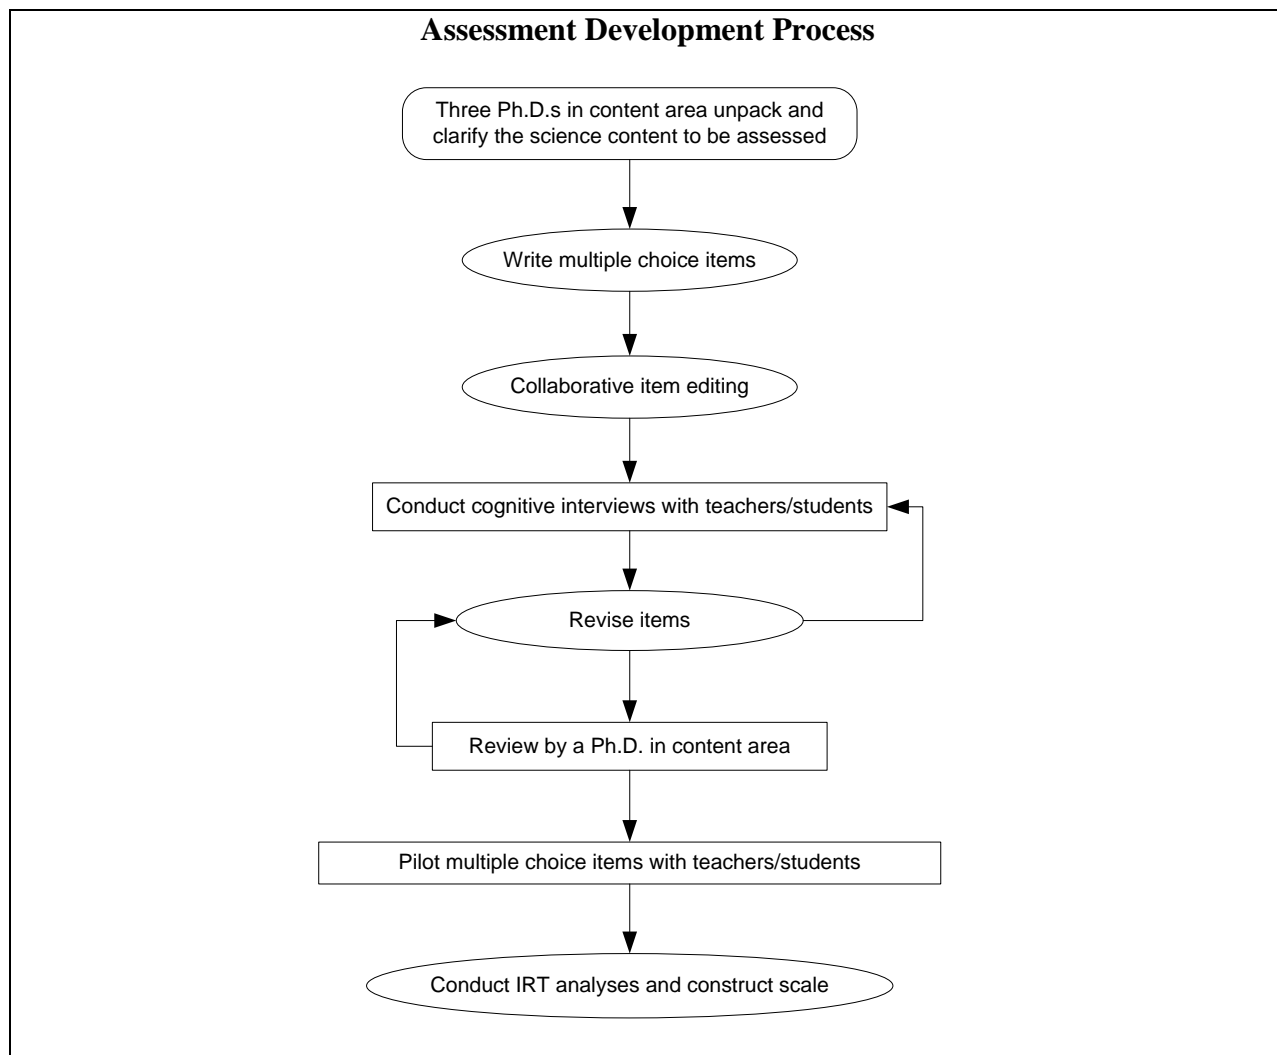 Assessment Development Process
Three Ph.D.s in content area unpack and
clarify the science content to be assessed
Write multiple choice items
Collaborative item editing
Conduct cognitive interviews with teachers/students
Revise items
Review by a Ph.D. in content area
Pilot multiple choice items with teachers/students
Conduct IRT analyses and construct scale